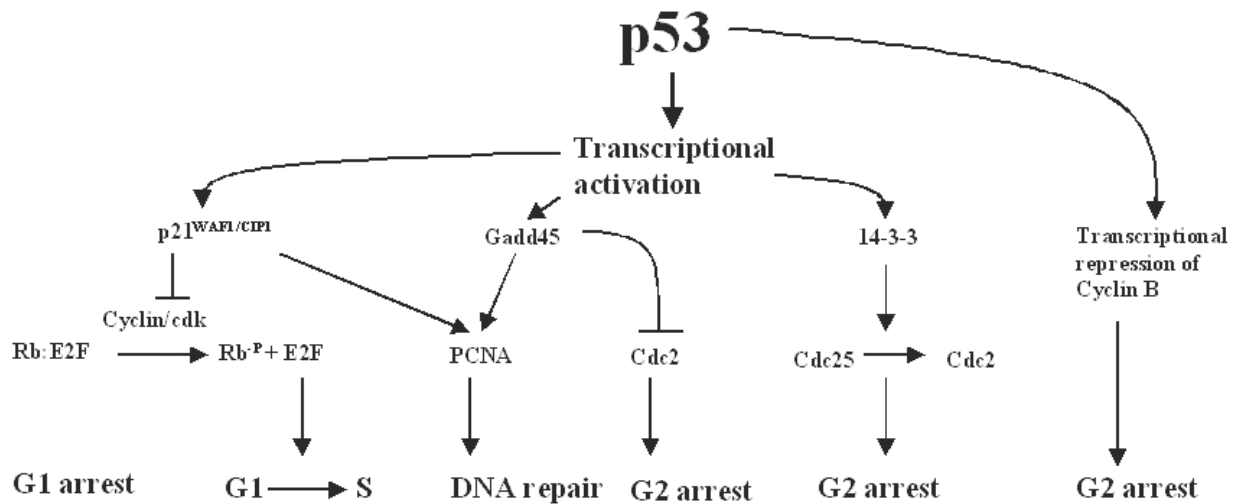 p53
Transcriptional
activation
p21WAF1/CIP1
Gadd45
14-3-3
Transcriptional
repression of
Cyclin B
Cyclin/cdk
Rb:E2F
Rb-P + E2F
PCNA
Cdc2
Cdc25
Cdc2
G1 arrest
G1
S
DNA repair
G2 arrest
G2 arrest
G2 arrest